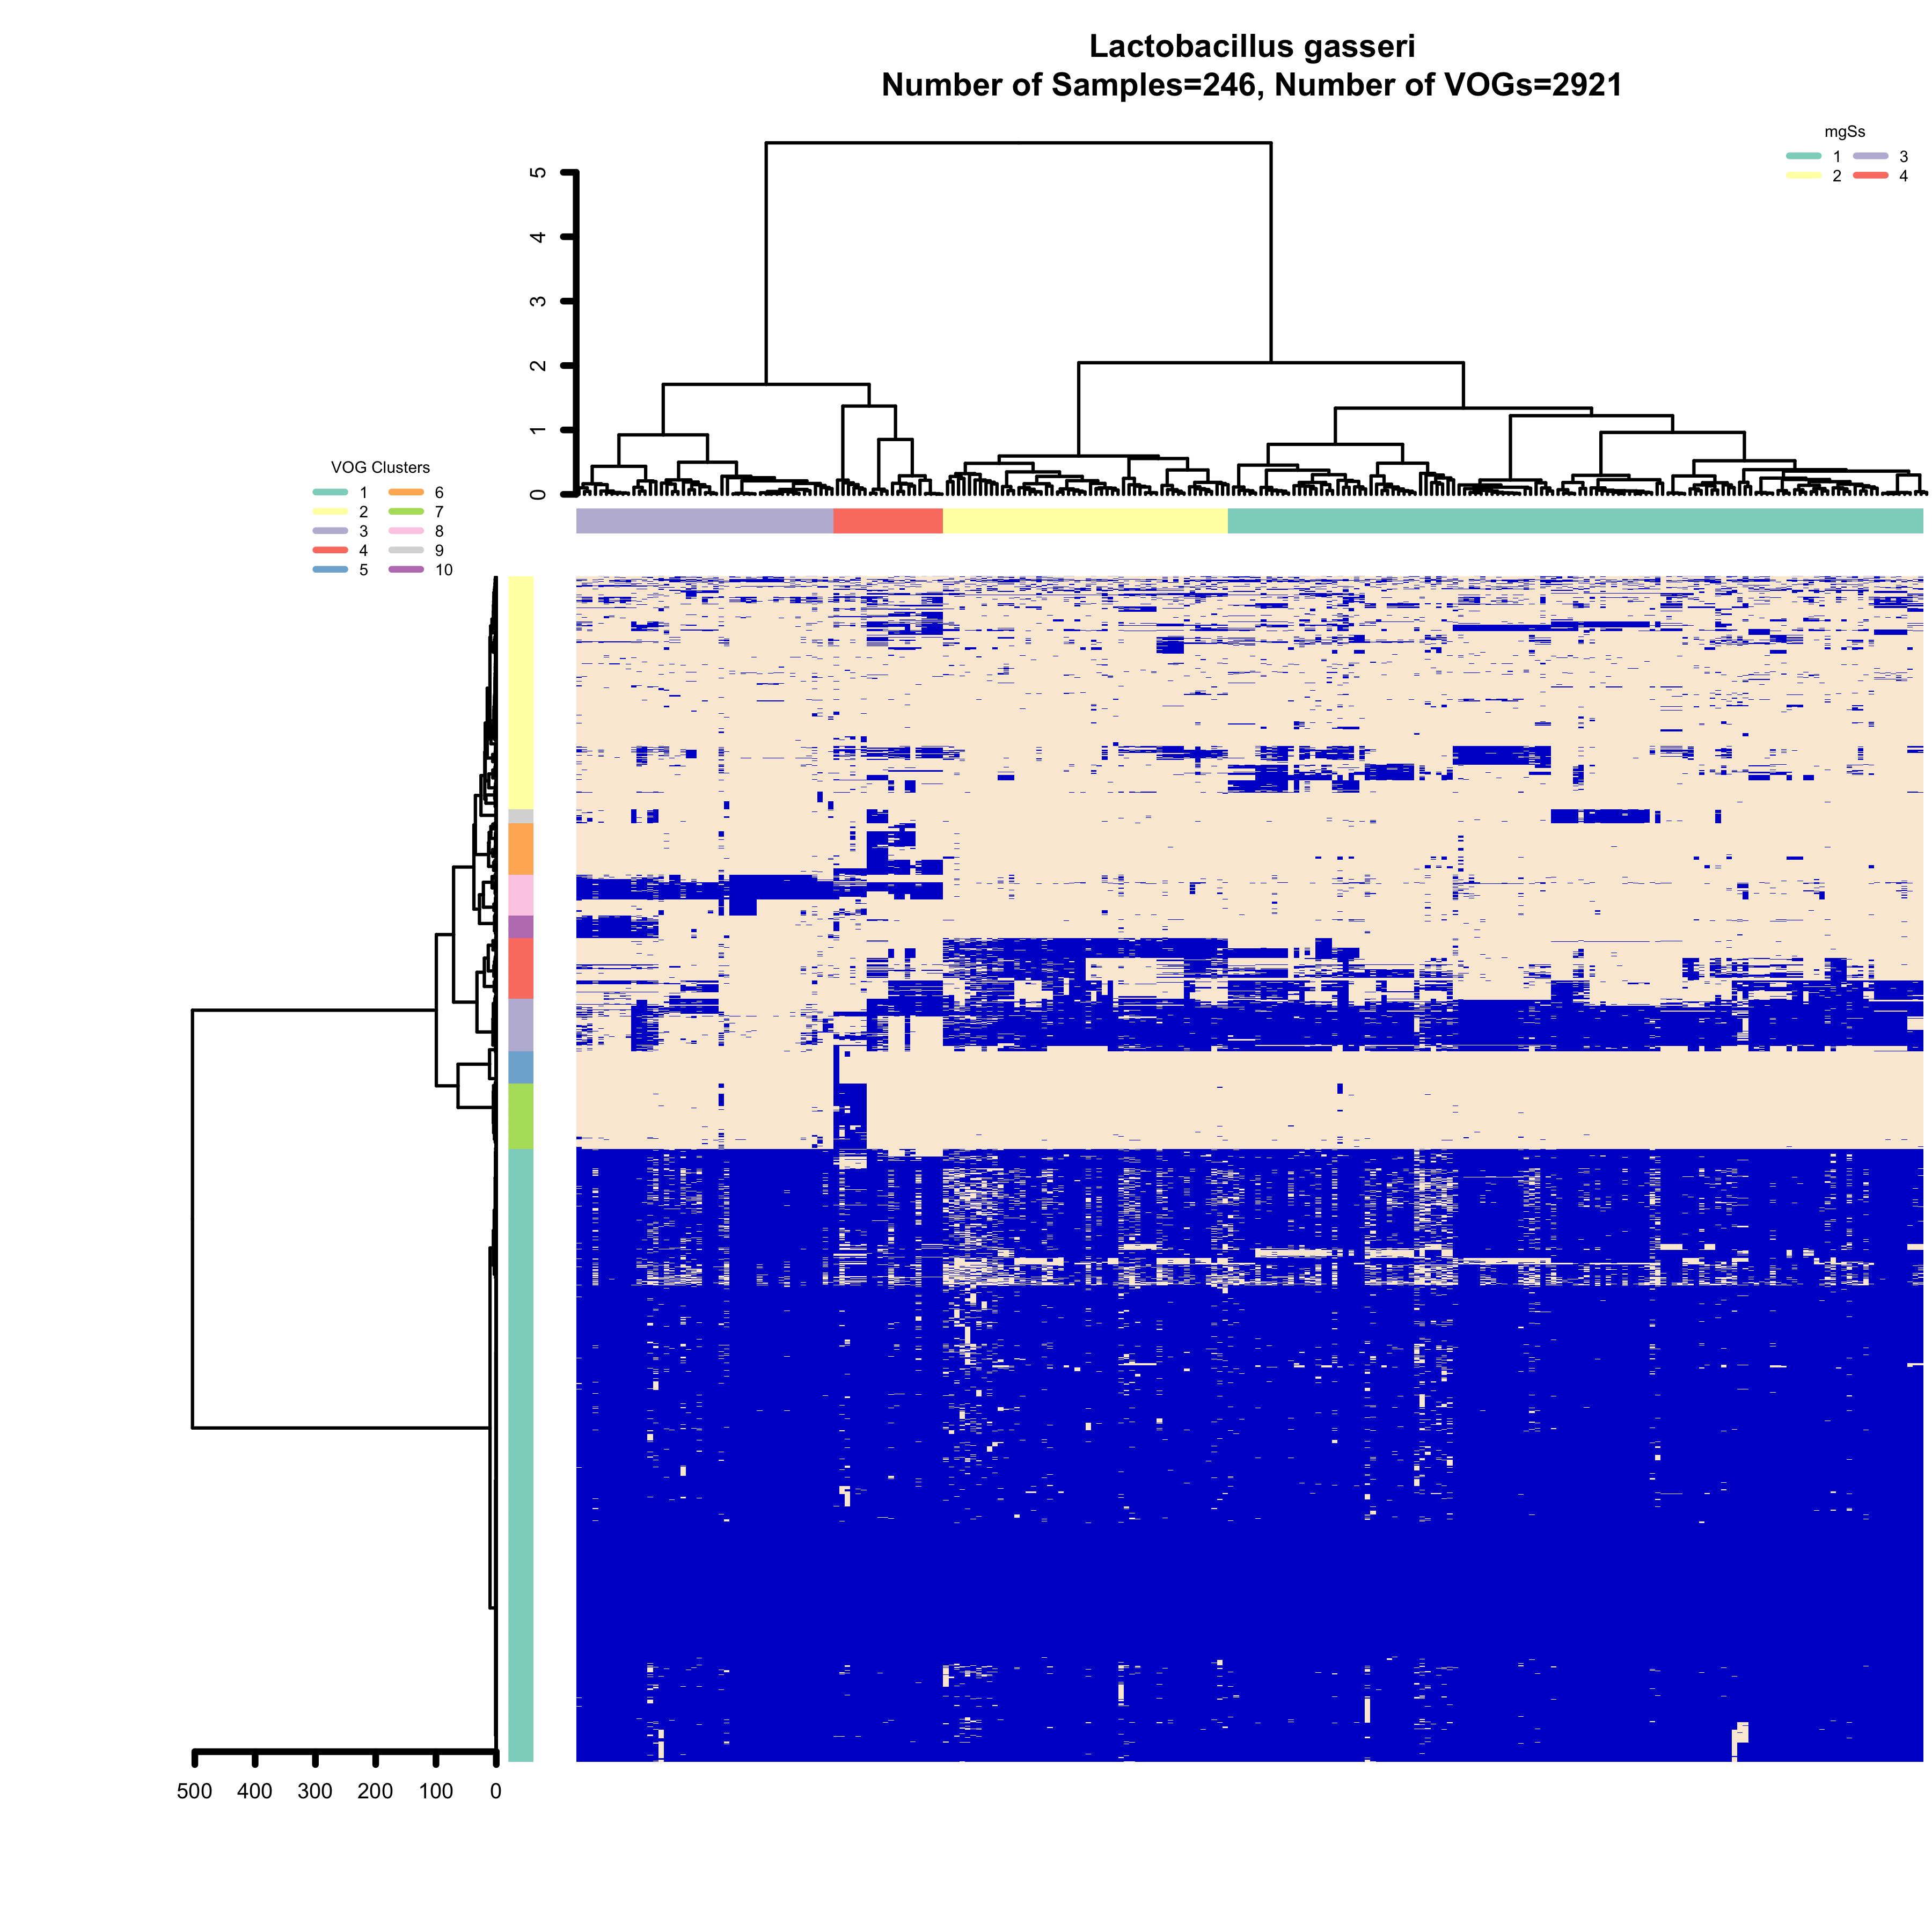 Lactobacillus gasseri
Number of Samples=246, Number of VOGs=2921
mgSs
1 3
2 4
5
4
3
2
1
0
VOG Clusters
1 6
2 7
3 8
4 9
5 10
500 400 300 200 100 0